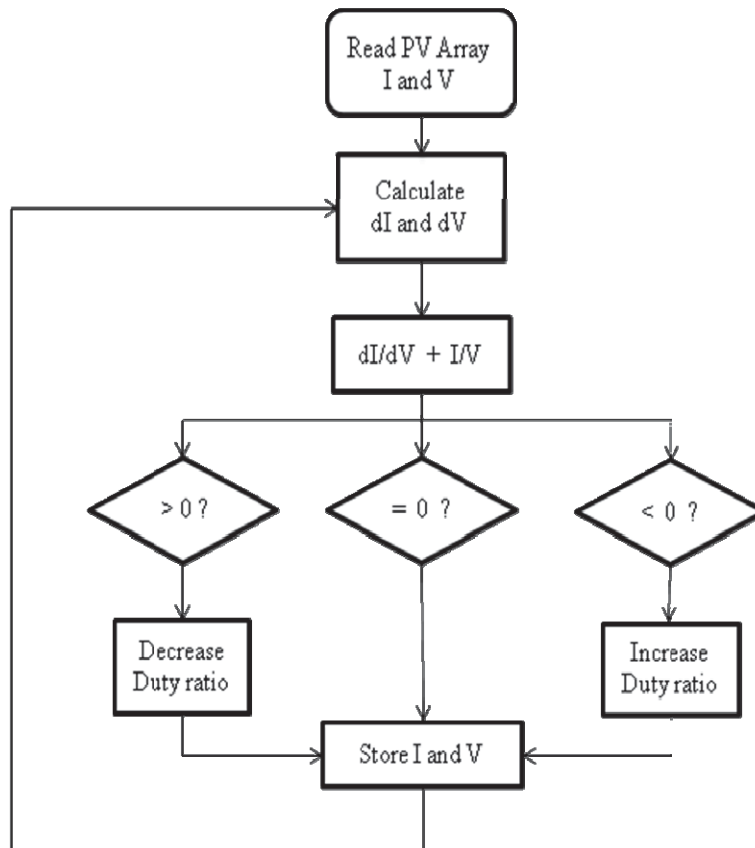 Read PV Array
I and V
Calculate
dI and dV
dI/dV + I/V
> 0 ?
= 0 ?
< 0 ?
Decrease
Duty ratio
Increase
Duty ratio
Store I and V